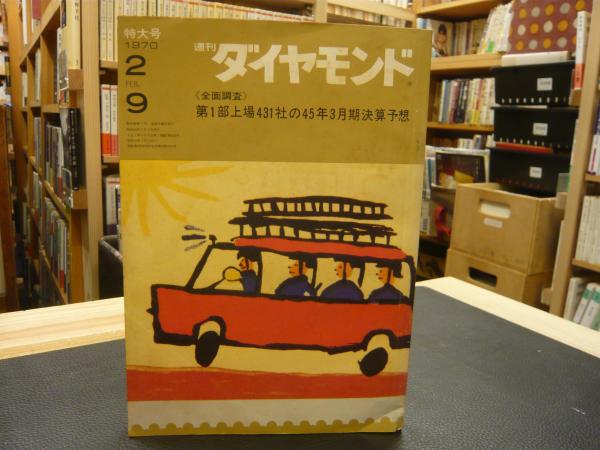 特大号
1970
2
FEB.
9
週刊
ダイヤモンド
〈全面調査〉
第1部上場431社の45年3月期決算予想